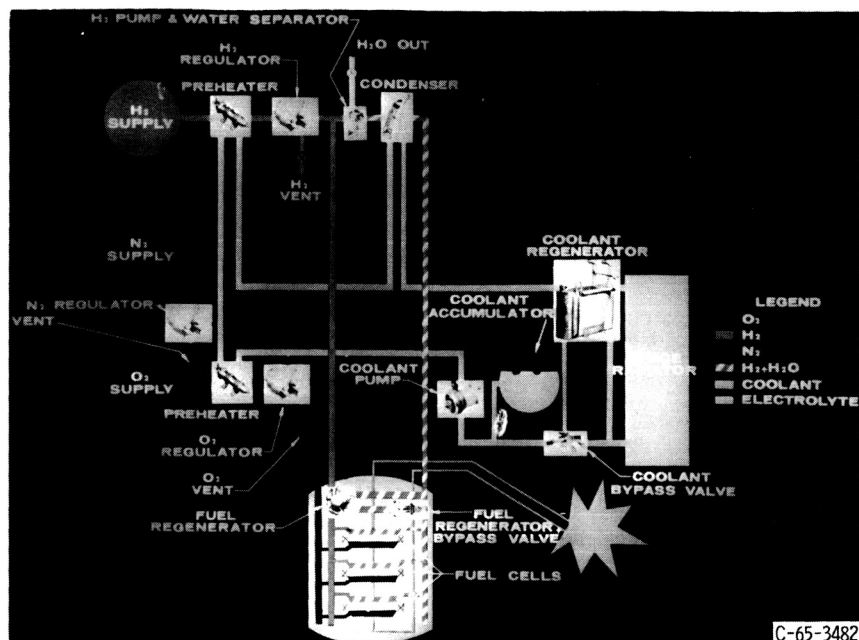 H₂ PUMP & WATER SEPARATOR
H₂
REGULATOR
H₂O OUT
PREHEATER
CONDENSER
H₂
SUPPLY
H₂
VENT
N₂
SUPPLY
COOLANT
REGENERATOR
COOLANT
ACCUMULATOR
N₂ REGULATOR
VENT
LEGEND
O₂
H₂
N₂
H₂+H₂O
COOLANT
ELECTROLYTE
O₂
SUPPLY
PREHEATER
COOLANT
PUMP
O₂
REGULATOR
O₂
VENT
COOLANT
BYPASS VALVE
FUEL
REGENERATOR
FUEL
REGENERATOR
BYPASS VALVE
FUEL CELLS
C-65-3482